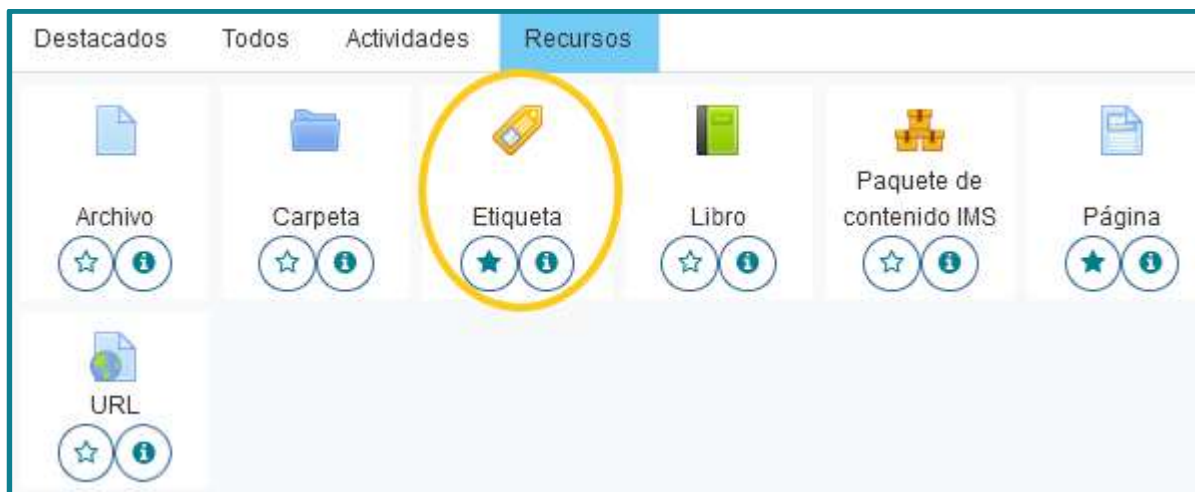 Destacados Todos Actividades Recursos
Archivo
Carpeta
Etiqueta
Libro
Paquete de
contenido IMS
Página
URL